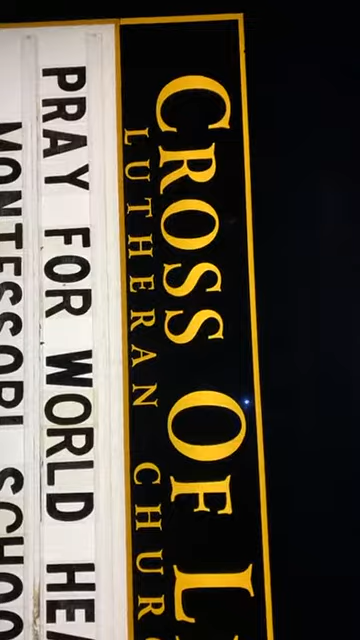 CROSS OF L
LUTHERAN CHURC
PRAY FOR WORLD HEA
MONTESSORI SCHOO